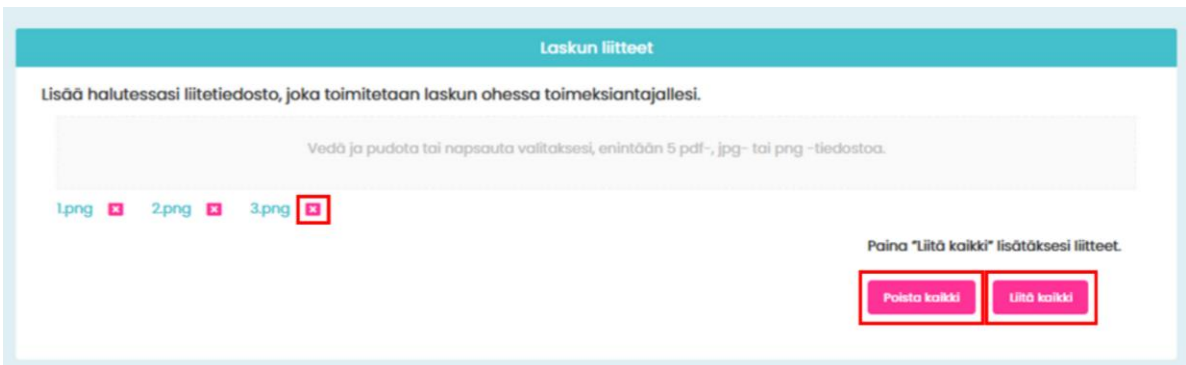 Laskun liitteet
Lisää halutessasi liitetiedosto, joka toimitetaan laskun ohessa toimeksiantajallesi.
Vedä ja pudota tai napsauta valitaksesi, enintään 5 pdf-, jpg- tai png -tiedostoa.
1.png 2.png 3.png
Paina "Liitä kaikki" lisätäksesi liitteet.
Poista kaikki Liitä kaikki